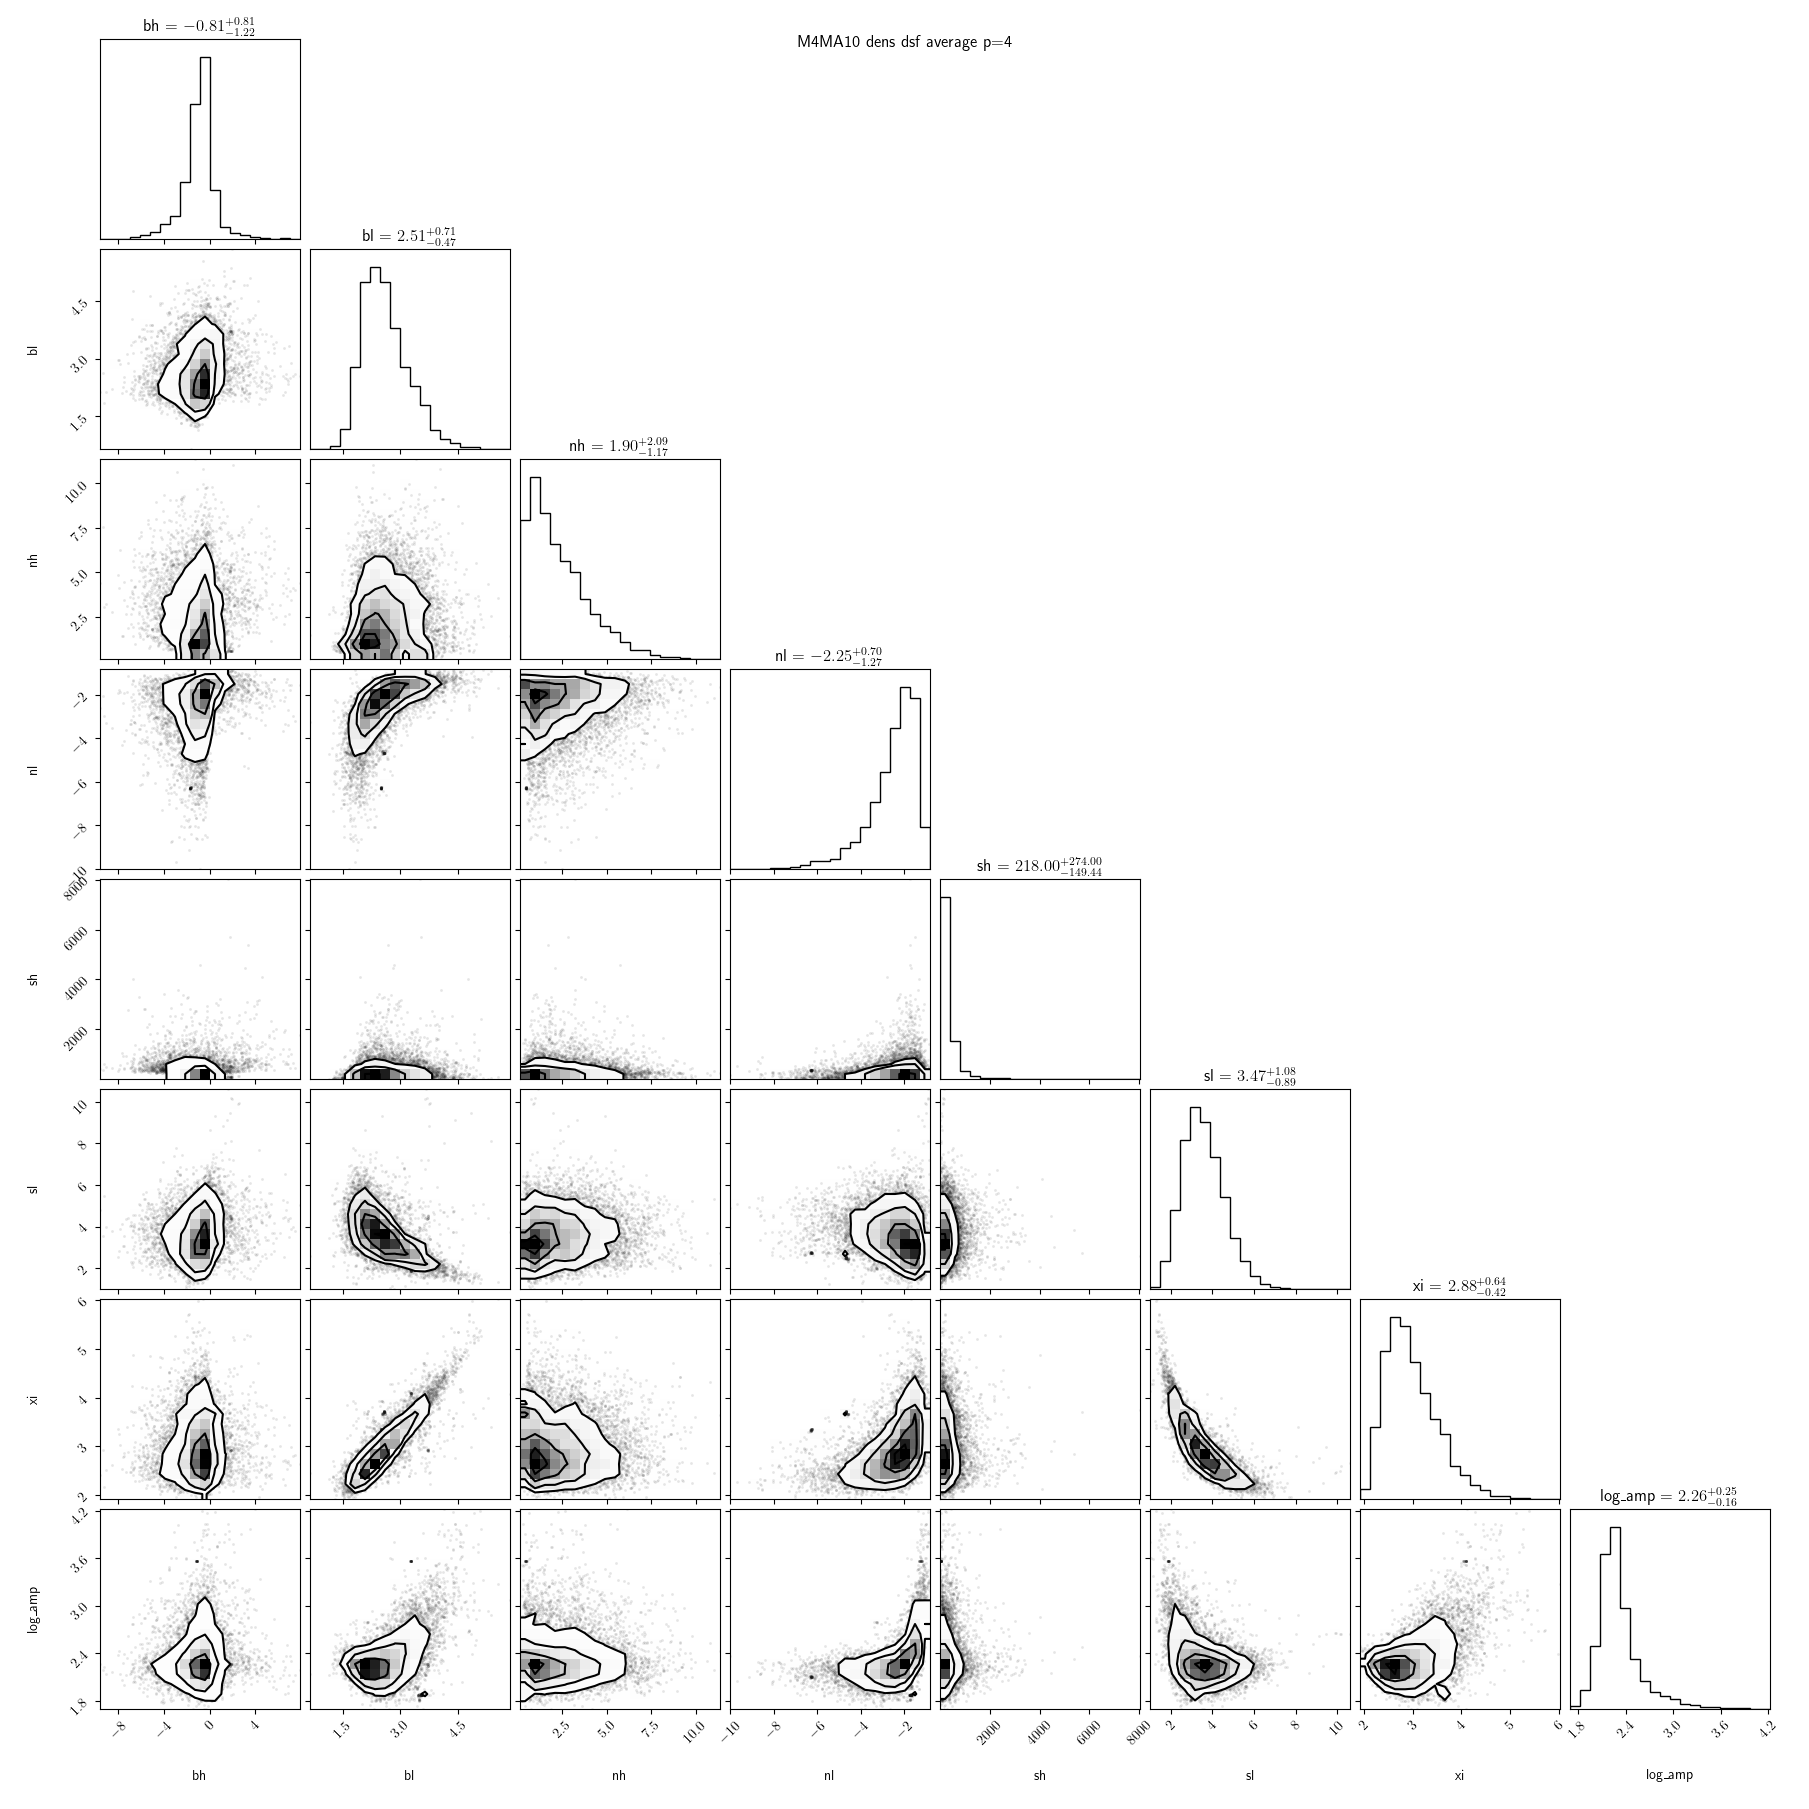 M4MA10 dens dsf average p=4
bh = −0.81 +0.81 −1.22
bl = 2.51 +0.71 −0.47
nh = 1.90 +2.09 −1.17
nl = −2.25 +0.70 −1.27
sh = 218.00 +274.00 −149.44
sl = 3.47 +1.08 −0.89
xi = 2.88 +0.64 −0.42
log_amp = 2.26 +0.25 −0.16
bl
4.5
3.0
1.5
nh
10.0
7.5
5.0
2.5
nl
−2
−4
−6
−8
−10
sh
8000
6000
4000
2000
sl
10
8
6
4
2
xi
6
5
4
3
2
log_amp
4.2
3.6
3.0
2.4
1.8
−8 −4 0 4
1.5 3.0 4.5
2.5 5.0 7.5 10.0
−10 −8 −6 −4 −2
2000 4000 6000 8000
2 4 6 8 10
2 3 4 5 6
1.8 2.4 3.0 3.6 4.2
bh bl nh nl sh sl xi log_amp